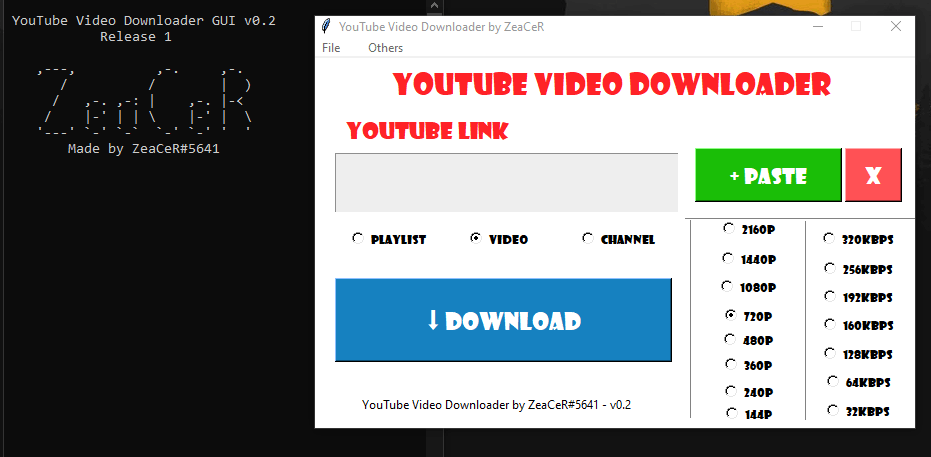 YouTube Video Downloader GUI v0.2
Release 1
ZeaCeR
Made by ZeaCeR#5641
YouTube Video Downloader by ZeaCeR
File Others
YOUTUBE VIDEO DOWNLOADER
YOUTUBE LINK
+ PASTE X
PLAYLIST VIDEO CHANNEL
↓ DOWNLOAD
YouTube Video Downloader by ZeaCeR#5641 - v0.2
2160P
1440P
1080P
720P
480P
360P
240P
144P
320KBPS
256KBPS
192KBPS
160KBPS
128KBPS
64KBPS
32KBPS